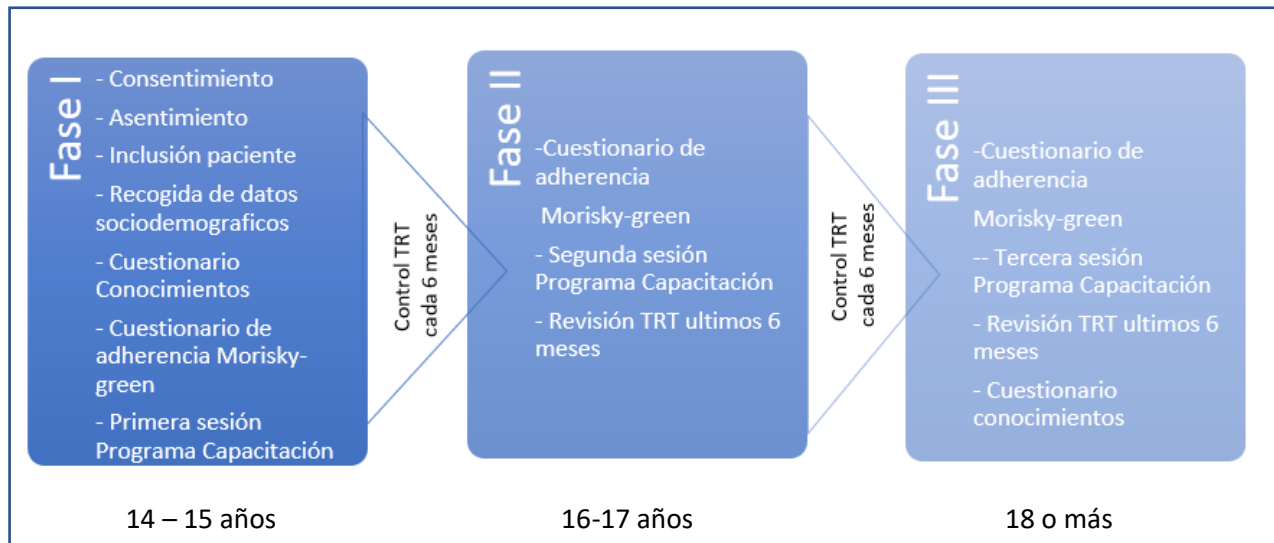 Fase I
- Consentimiento
- Asentimiento
- Inclusión paciente
- Recogida de datos
sociodemograficos
- Cuestionario
Conocimientos
- Cuestionario de
adherencia Morisky-
green
- Primera sesión
Programa Capacitación
Control TRT
cada 6 meses
Fase II
-Cuestionario de
adherencia
Morisky-green
- Segunda sesión
Programa Capacitación
- Revisión TRT ultimos 6
meses
Control TRT
cada 6 meses
Fase III
-Cuestionario de
adherencia
Morisky-green
-- Tercera sesión
Programa Capacitación
- Revisión TRT ultimos 6
meses
- Cuestionario
conocimientos
14 – 15 años
16-17 años
18 o más